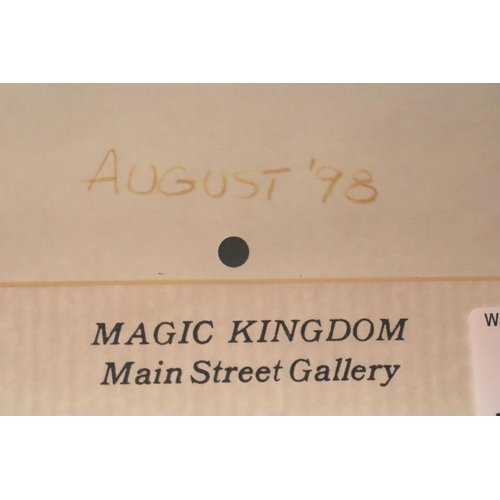 AUGUST '98
MAGIC KINGDOM
Main Street Gallery